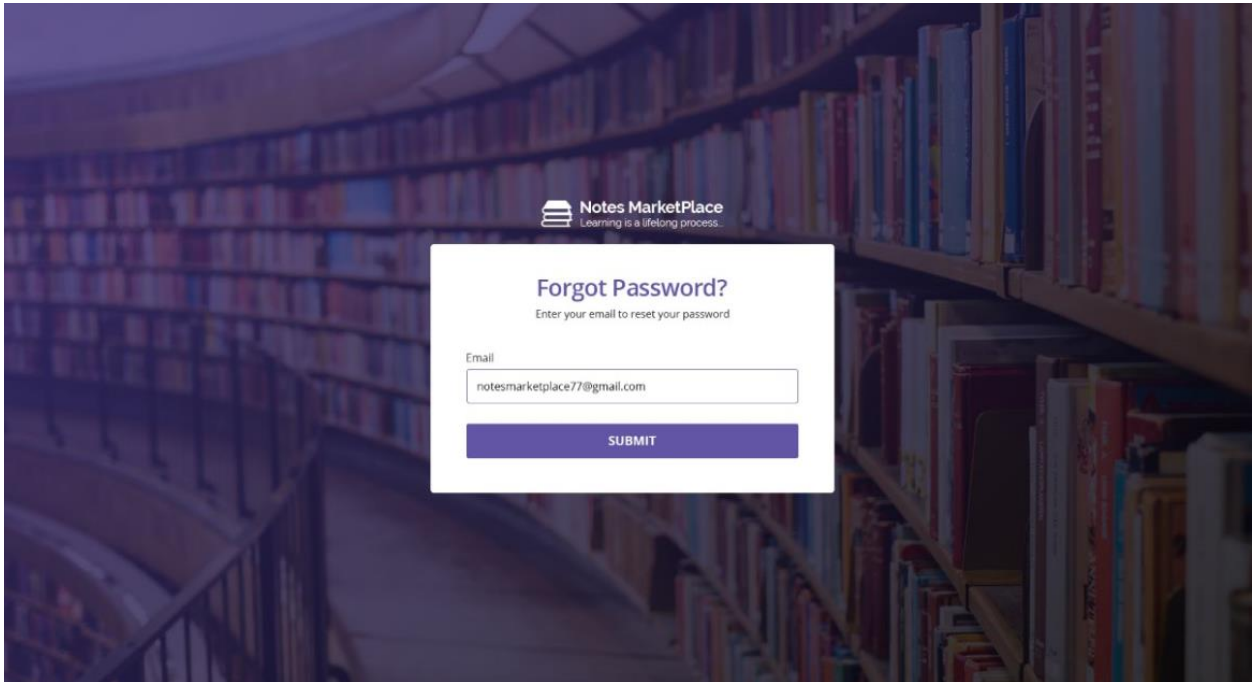 Notes MarketPlace
Learning is a lifelong process...
Forgot Password?
Enter your email to reset your password
Email
notesmarketplace77@gmail.com
SUBMIT